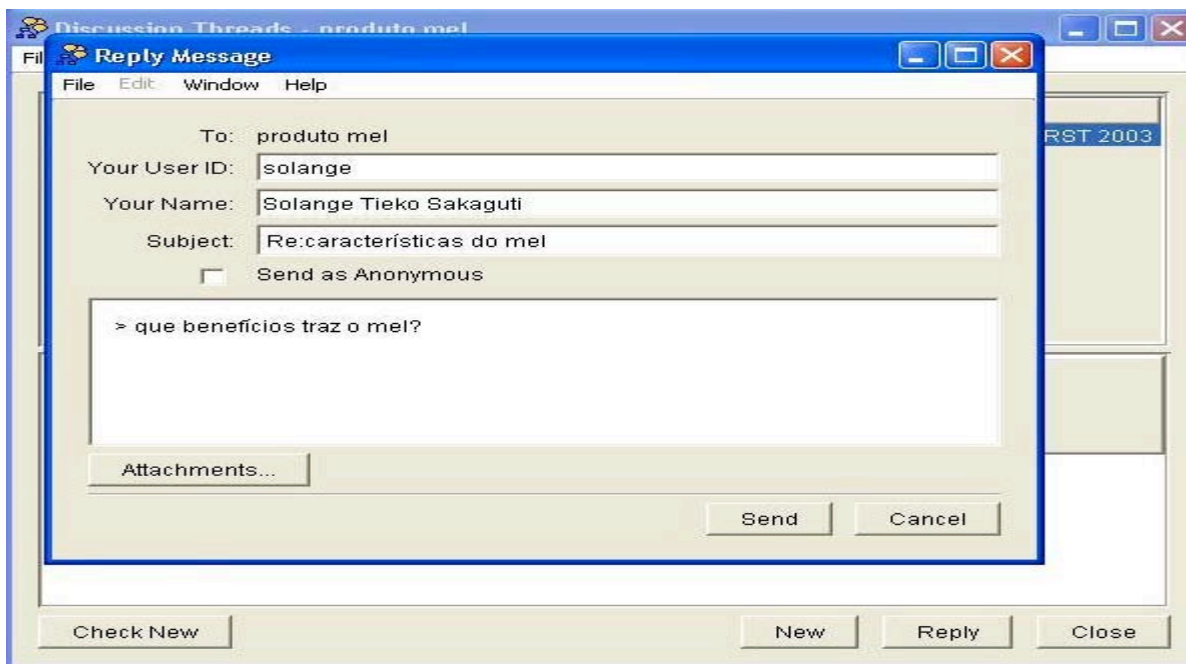 Discussion Threads - produto mel
Fil
Reply Message
File Edit Window Help
To: produto mel
RST 2003
Your User ID: solange
Your Name: Solange Tieko Sakaguti
Subject: Re:características do mel
Send as Anonymous
> que benefícios traz o mel?
Attachments...
Send Cancel
Check New New Reply Close